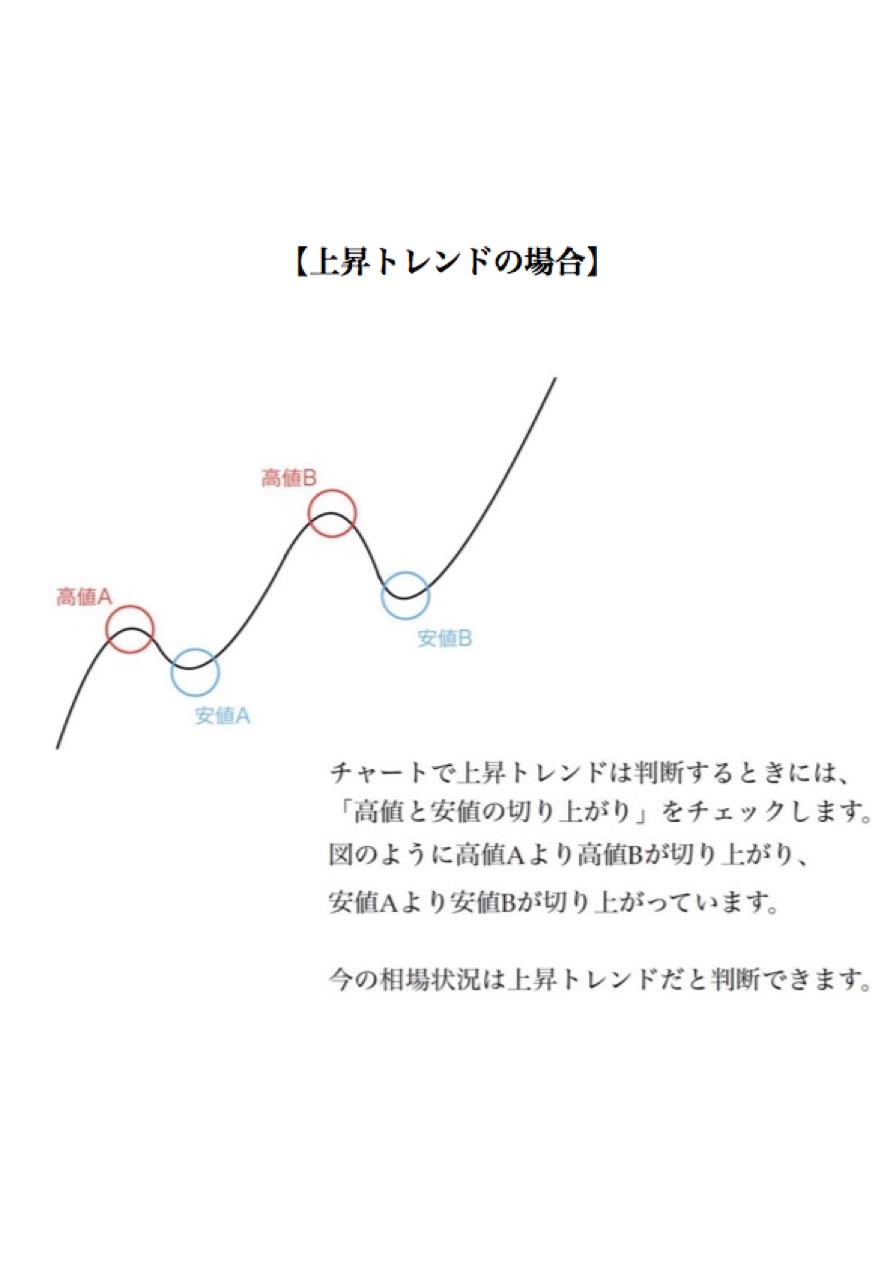 【上昇トレンドの場合】
高値B
高値A
安値B
安値A
チャートで上昇トレンドは判断するときには、
「高値と安値の切り上がり」をチェックします。
図のように高値Aより高値Bが切り上がり、
安値Aより安値Bが切り上がっています。
今の相場状況は上昇トレンドだと判断できます。